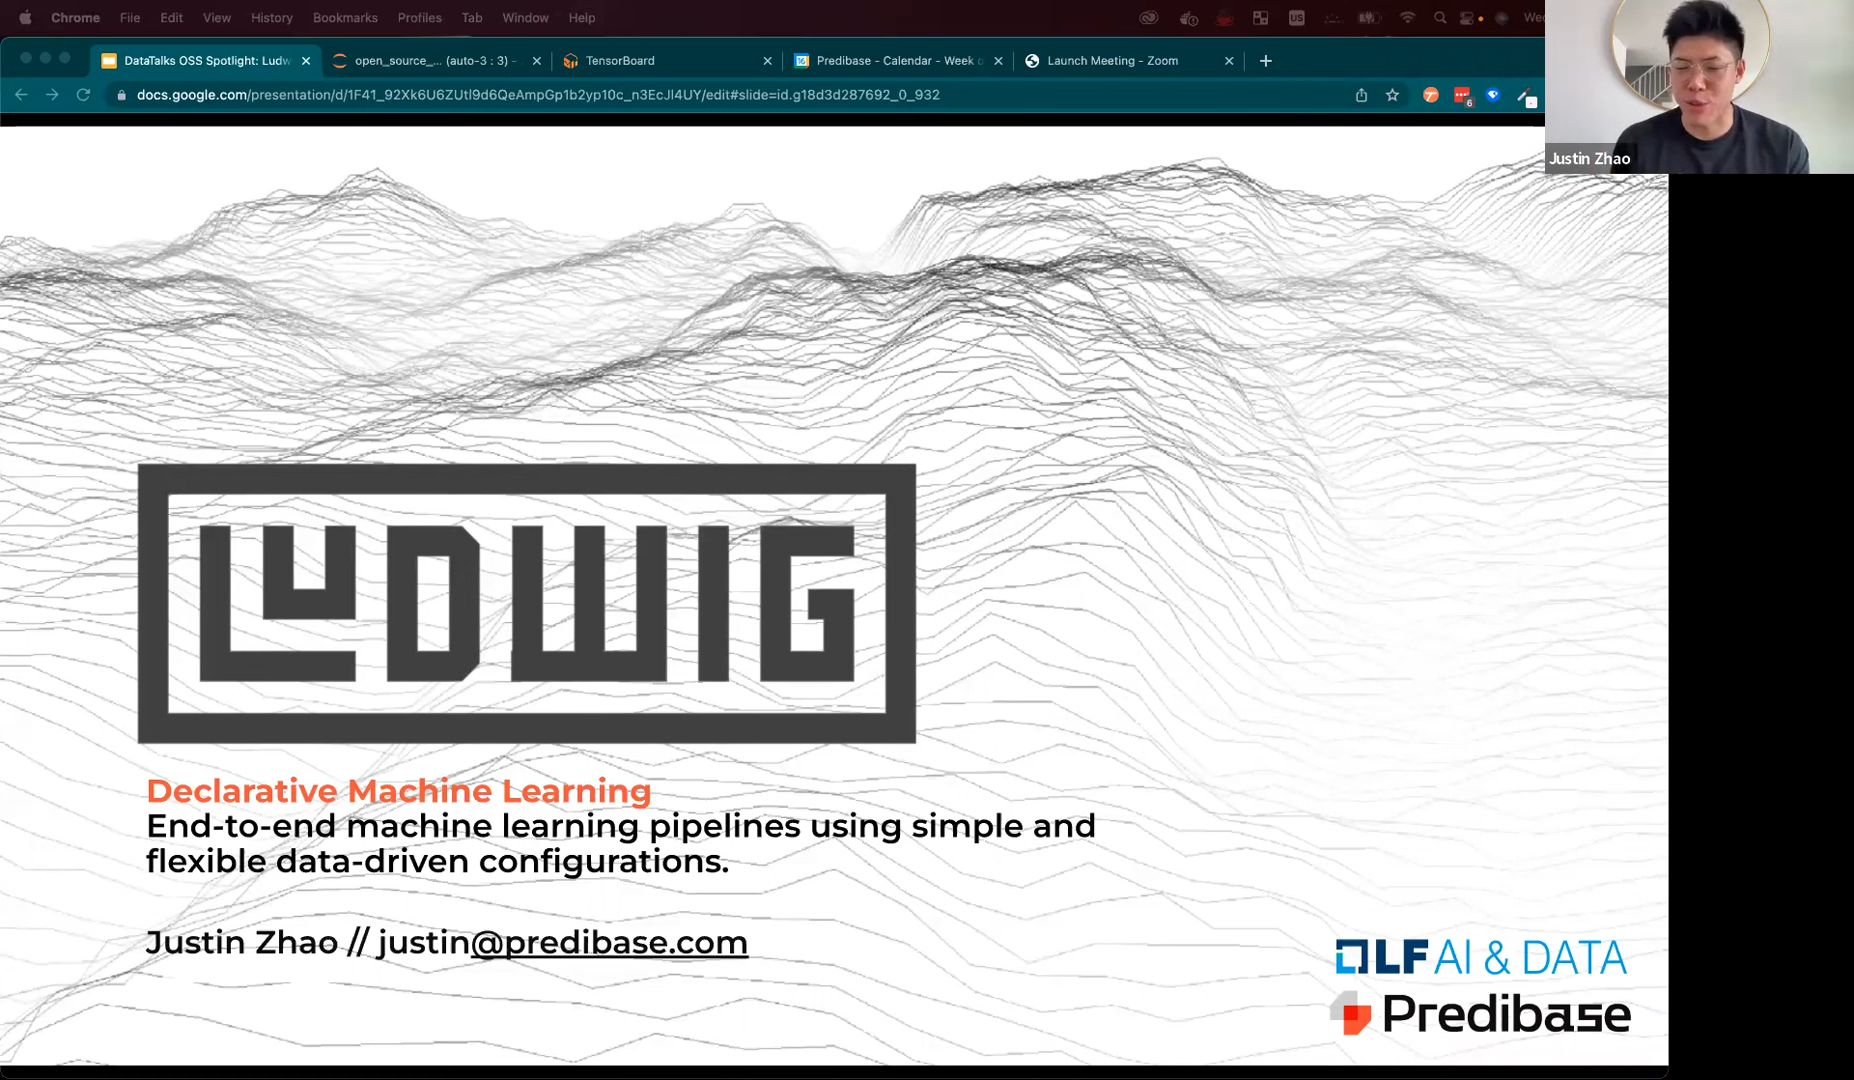 Chrome File Edit View History Bookmarks Profiles Tab Window Help
US
DataTalks OSS Spotlight: Ludw
open_source_... (auto-3 : 3) -
TensorBoard
Predibase - Calendar - Week o
Launch Meeting - Zoom
docs.google.com/presentation/d/1F41_92Xk6U6ZUtl9d6QeAmpGp1b2yp10c_n3EcJl4UY/edit#slide=id.g18d3d287692_0_932
6
Justin Zhao
LUDWIG
Declarative Machine Learning
End-to-end machine learning pipelines using simple and
flexible data-driven configurations.
Justin Zhao // justin@predibase.com
LF AI & DATA
Predibase